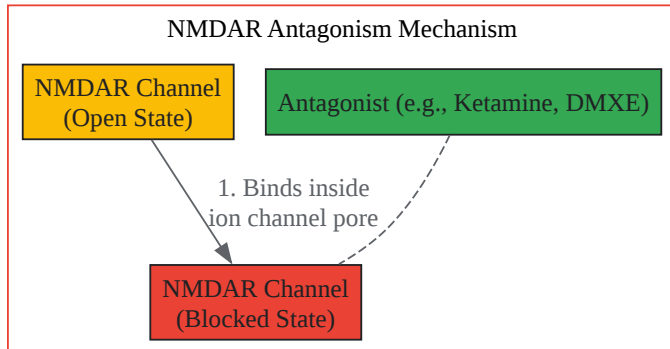 NMDAR Antagonism Mechanism
NMDAR Channel
(Open State)
Antagonist (e.g., Ketamine, DMXE)
1. Binds inside
ion channel pore
NMDAR Channel
(Blocked State)